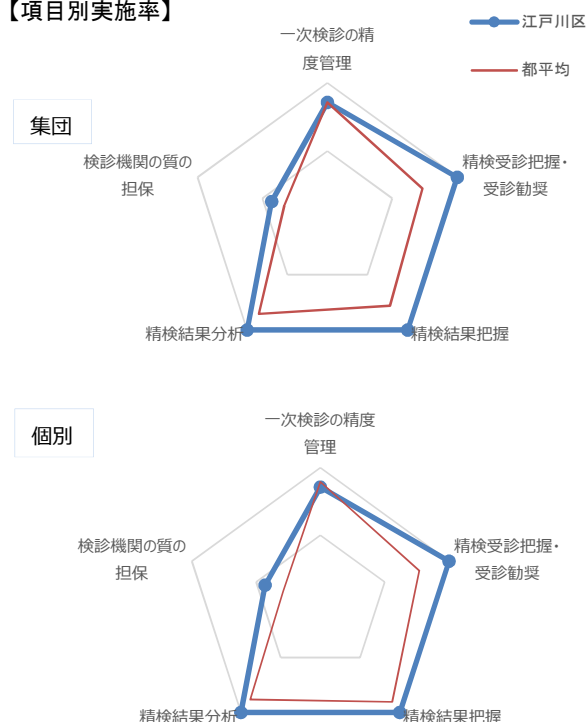 【項目別実施率】
江戸川区
都平均
集団
一次検診の精
度管理
精検受診把握・
受診勧奨
精検結果把握
精検結果分析
検診機関の質の
担保
個別
一次検診の精度
管理
精検受診把握・
受診勧奨
精検結果把握
精検結果分析
検診機関の質の
担保